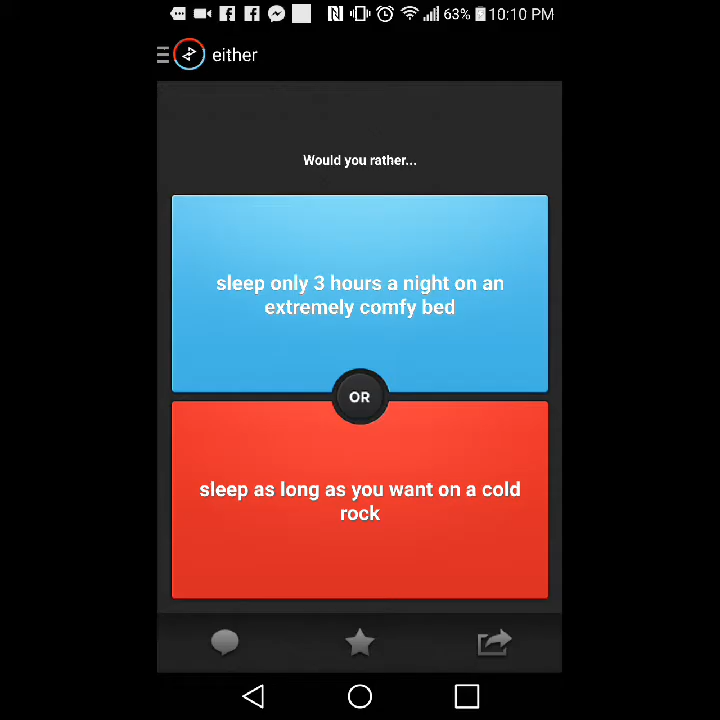 63% 10:10 PM
either
Would you rather...
sleep only 3 hours a night on an
extremely comfy bed
OR
sleep as long as you want on a cold
rock